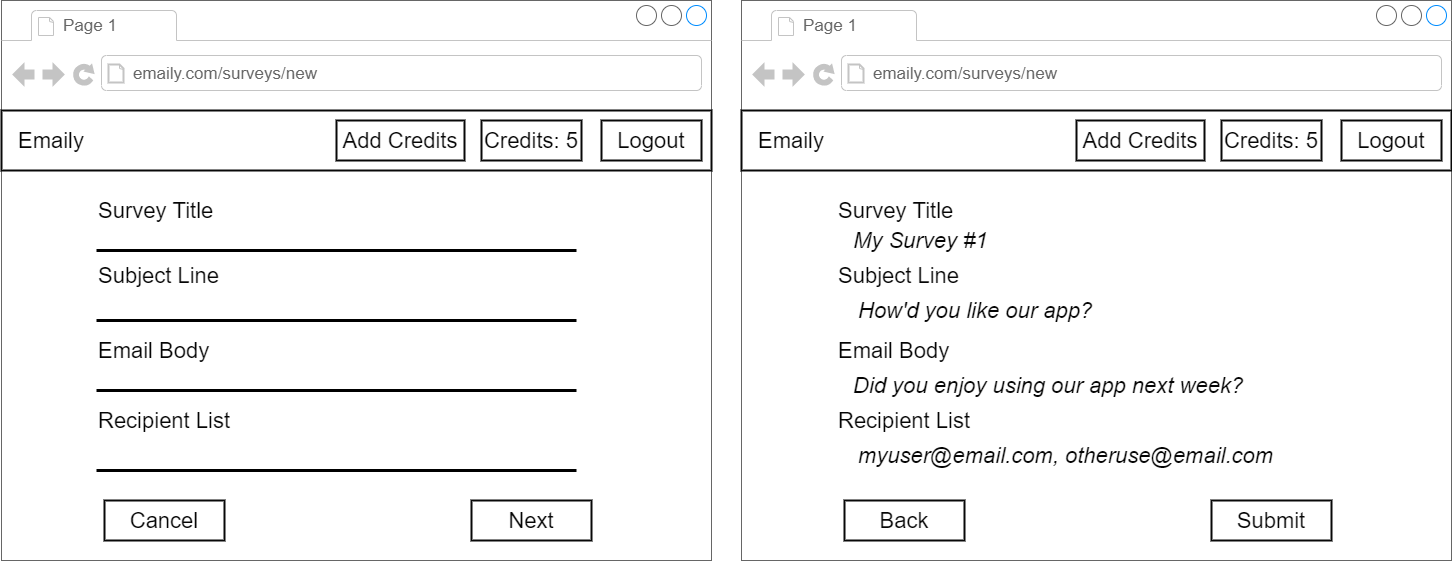 Page 1
emaily.com/surveys/new
Emaily
Add Credits
Credits: 5
Logout
Survey Title
Subject Line
Email Body
Recipient List
Cancel
Next
Page 1
emaily.com/surveys/new
Emaily
Add Credits
Credits: 5
Logout
Survey Title
My Survey #1
Subject Line
How'd you like our app?
Email Body
Did you enjoy using our app next week?
Recipient List
myuser@email.com, otheruse@email.com
Back
Submit